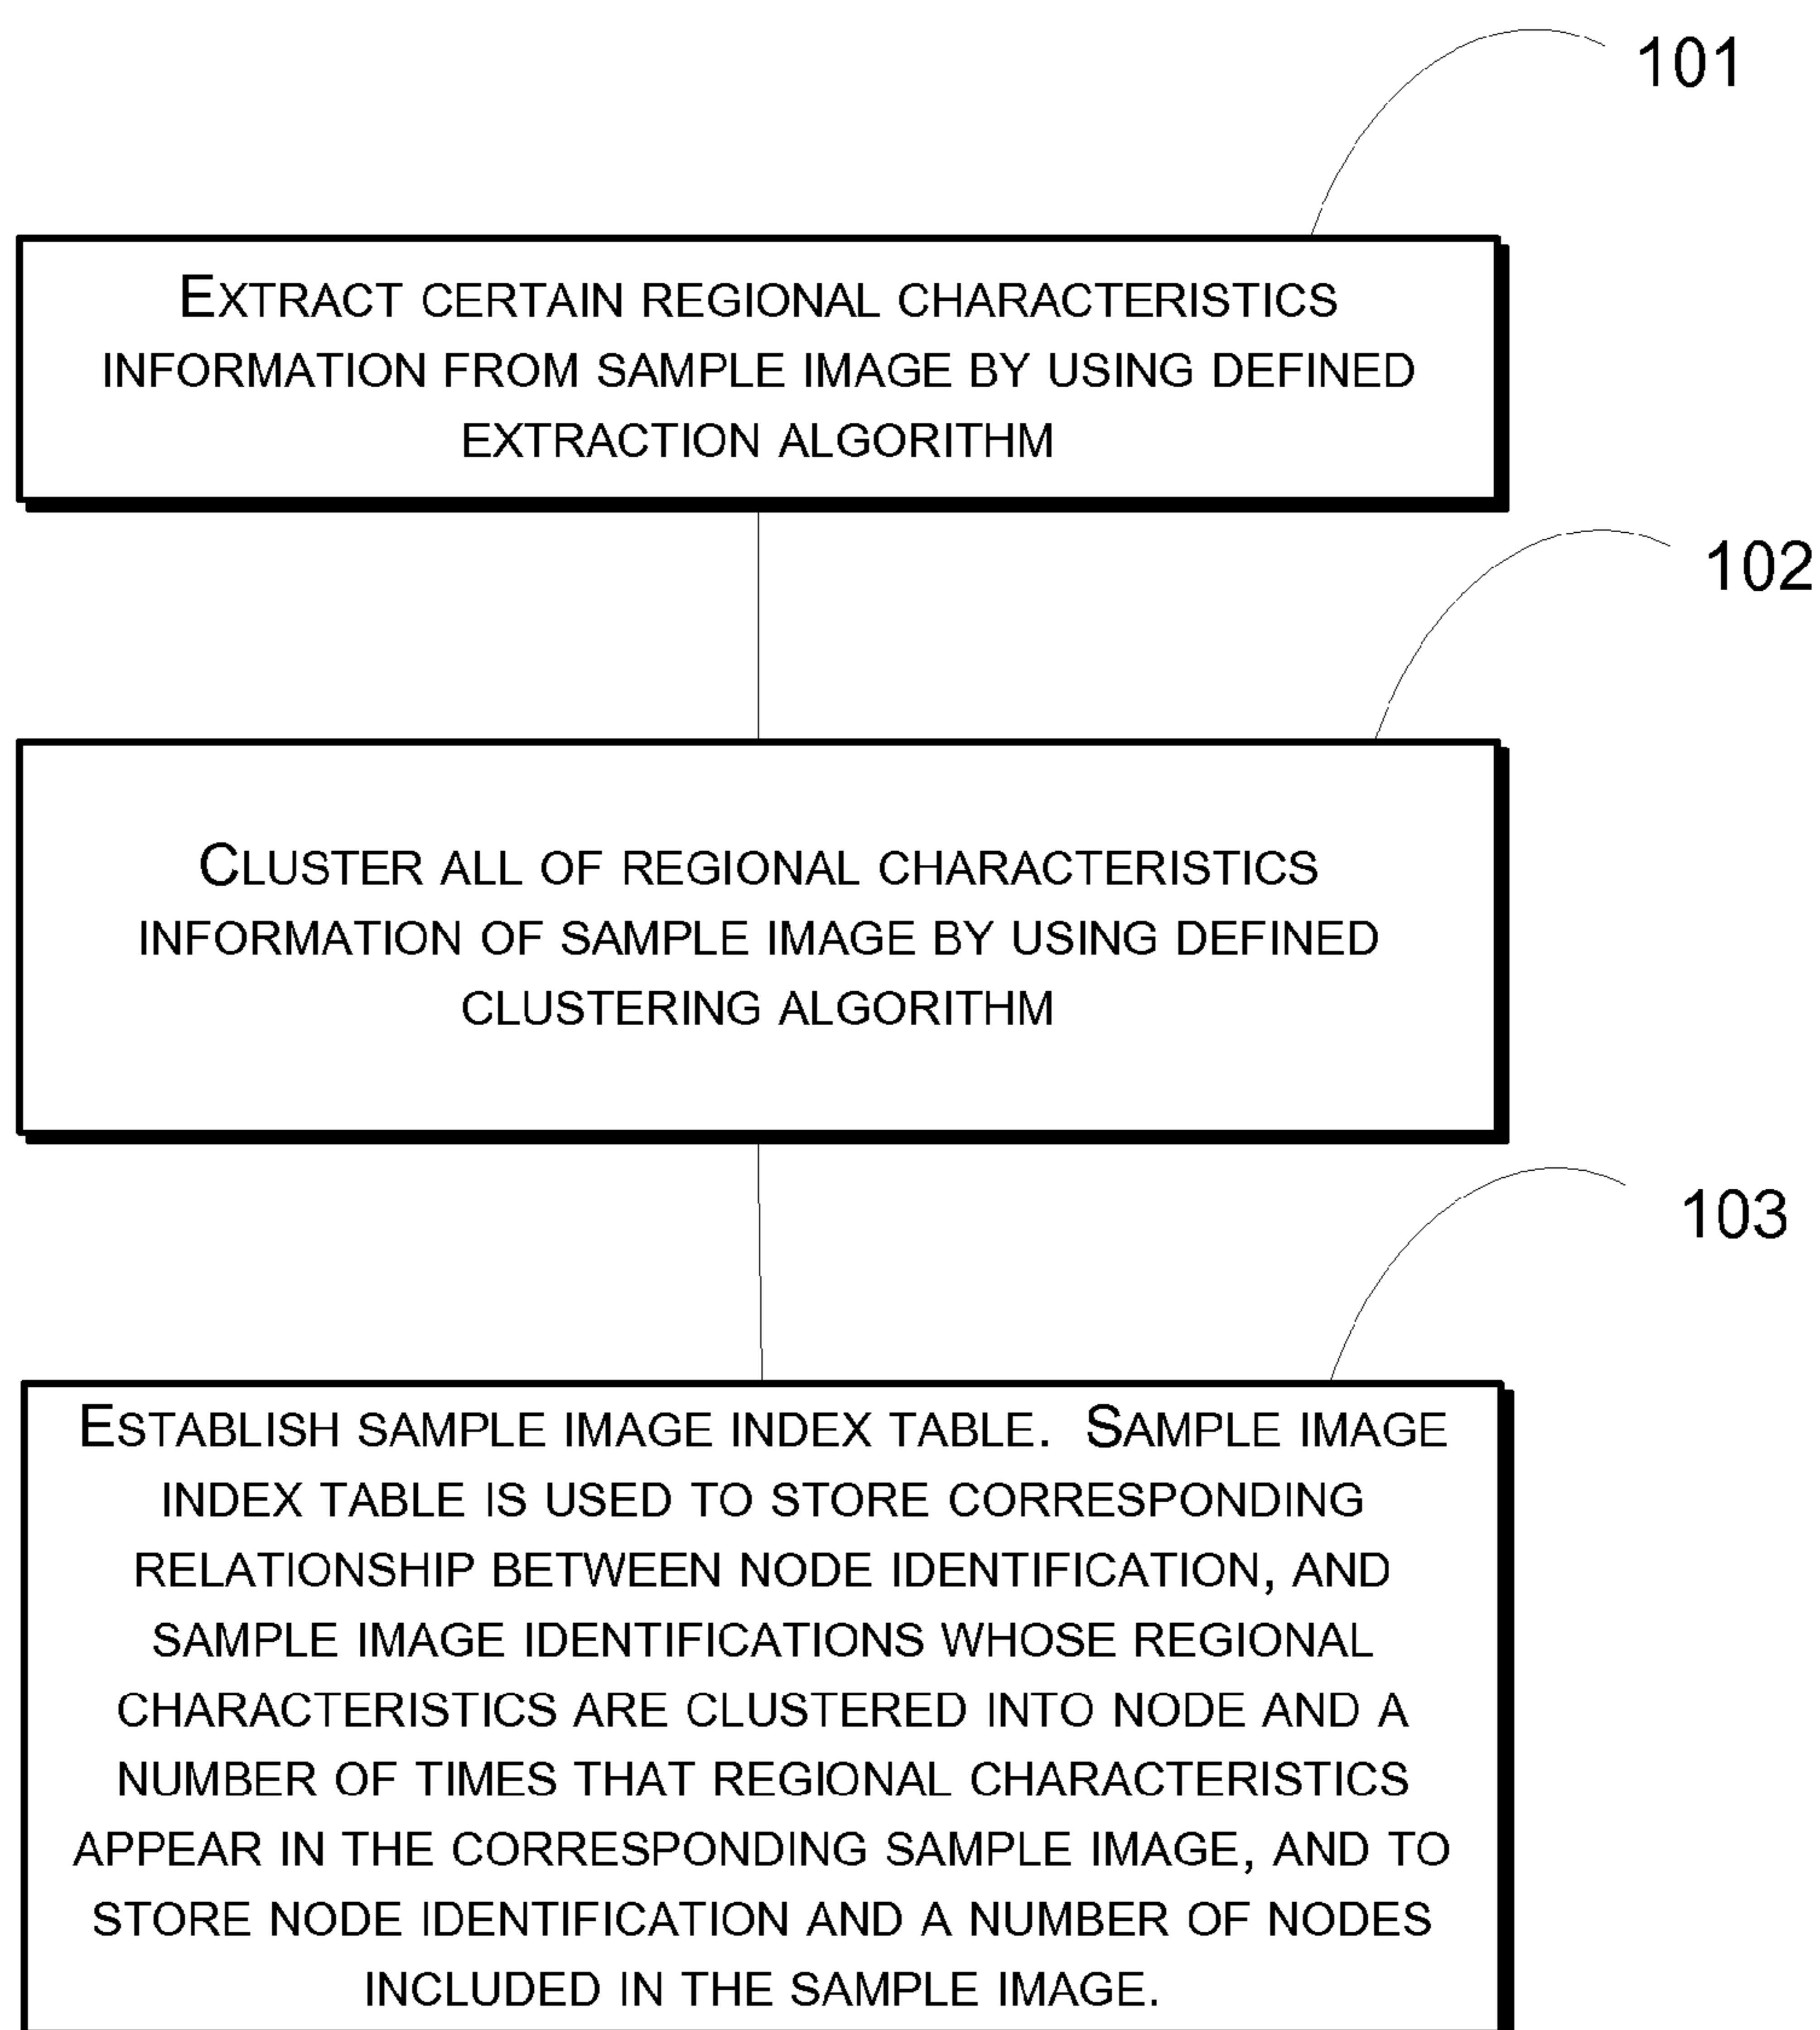 101
EXTRACT CERTAIN REGIONAL CHARACTERISTICS
INFORMATION FROM SAMPLE IMAGE BY USING DEFINED
EXTRACTION ALGORITHM
102
CLUSTER ALL OF REGIONAL CHARACTERISTICS
INFORMATION OF SAMPLE IMAGE BY USING DEFINED
CLUSTERING ALGORITHM
103
ESTABLISH SAMPLE IMAGE INDEX TABLE. SAMPLE IMAGE
INDEX TABLE IS USED TO STORE CORRESPONDING
RELATIONSHIP BETWEEN NODE IDENTIFICATION, AND
SAMPLE IMAGE IDENTIFICATIONS WHOSE REGIONAL
CHARACTERISTICS ARE CLUSTERED INTO NODE AND A
NUMBER OF TIMES THAT REGIONAL CHARACTERISTICS
APPEAR IN THE CORRESPONDING SAMPLE IMAGE, AND TO
STORE NODE IDENTIFICATION AND A NUMBER OF NODES
INCLUDED IN THE SAMPLE IMAGE.